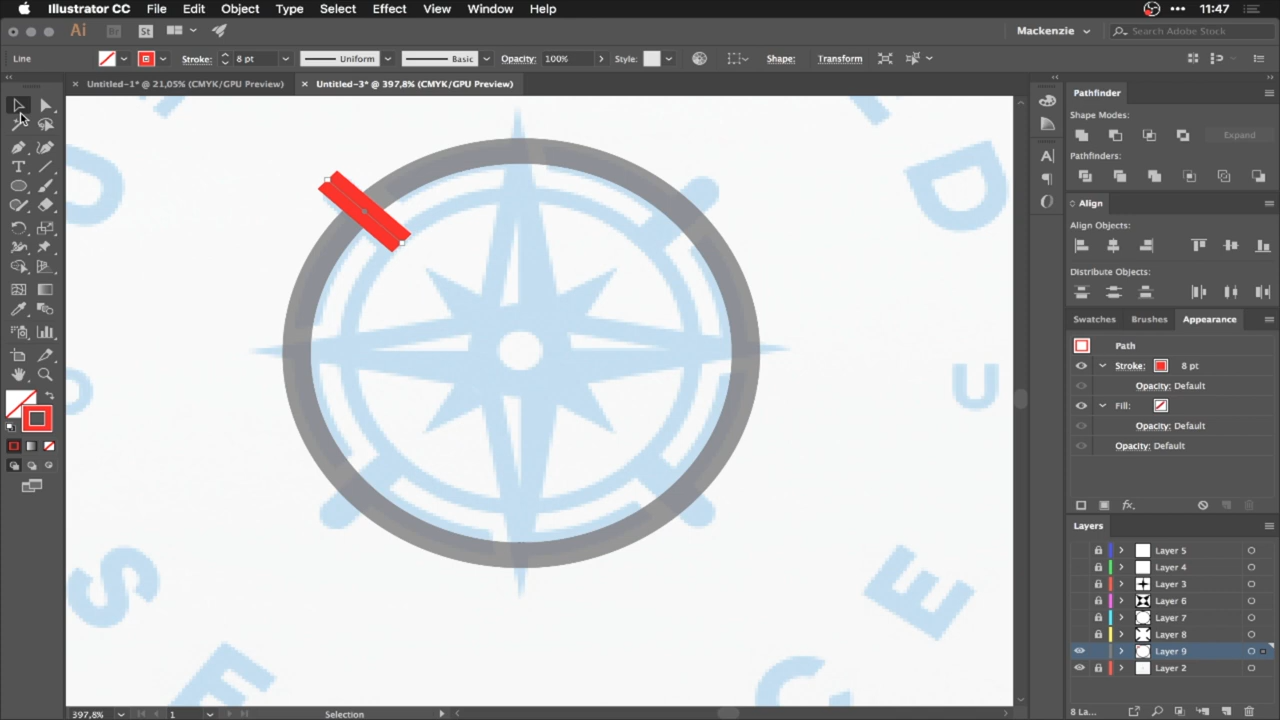 Illustrator CC File Edit Object Type Select Effect View Window Help 11:47
Ai Br St Mackenzie Search Adobe Stock
Line Stroke: 8 pt Uniform Basic Opacity: 100% Style: Shape: Transform
× Untitled-1* @ 21,05% (CMYK/GPU Preview) × Untitled-3* @ 397,8% (CMYK/GPU Preview)
Pathfinder
Shape Modes:
Expand
Pathfinders:
Align
Align Objects:
Distribute Objects:
Swatches Brushes Appearance
Path
Stroke: 8 pt
Opacity: Default
Fill:
Opacity: Default
Opacity: Default
fx
Layers
Layer 5
Layer 4
Layer 3
Layer 6
Layer 7
Layer 8
Layer 9
Layer 2
8 La...
397,8% 1 Selection
D
U
S
E
E
C